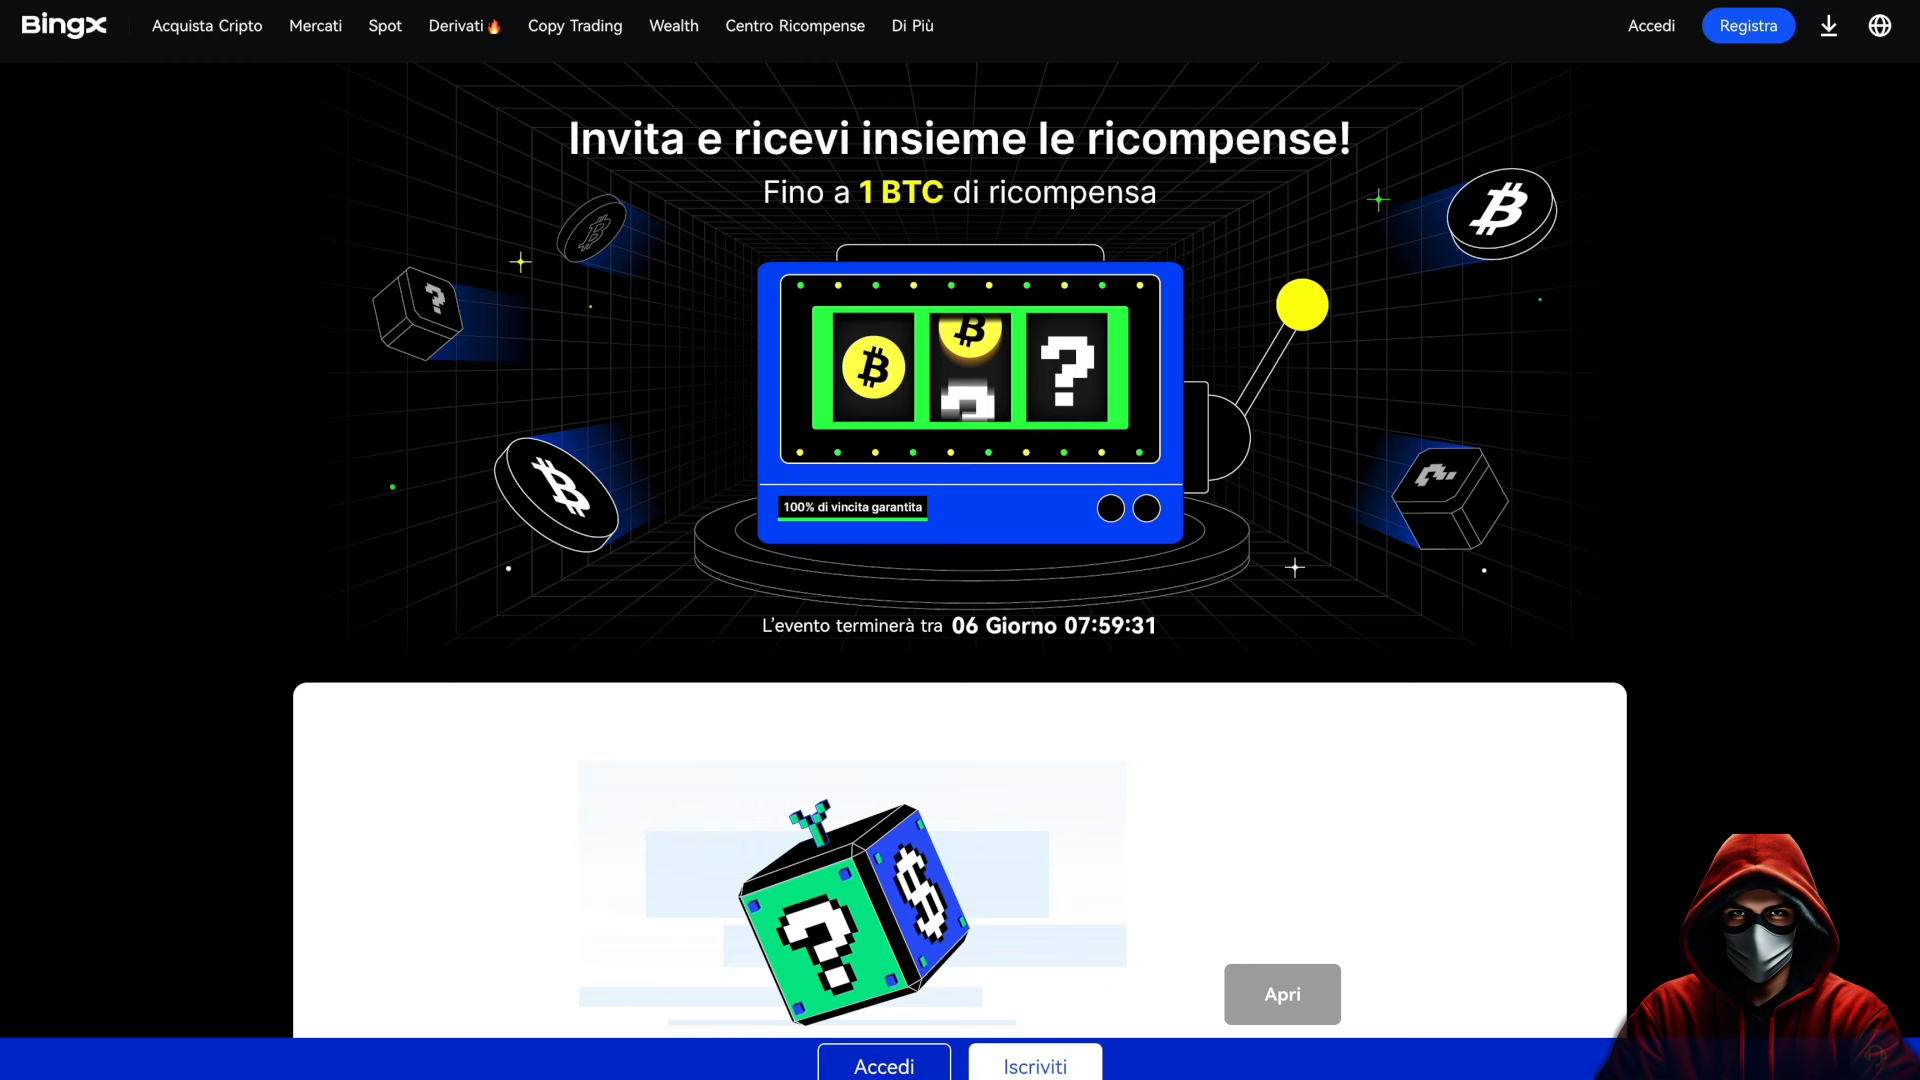 BingX
Acquista Cripto
Mercati
Spot
Derivati
Copy Trading
Wealth
Centro Ricompense
Di Più
Accedi
Registra
Invita e ricevi insieme le ricompense!
Fino a 1 BTC di ricompensa
?
?
100% di vincita garantita
L'evento terminerà tra 06 Giorno 07:59:31
? $
Apri
Accedi
Iscriviti